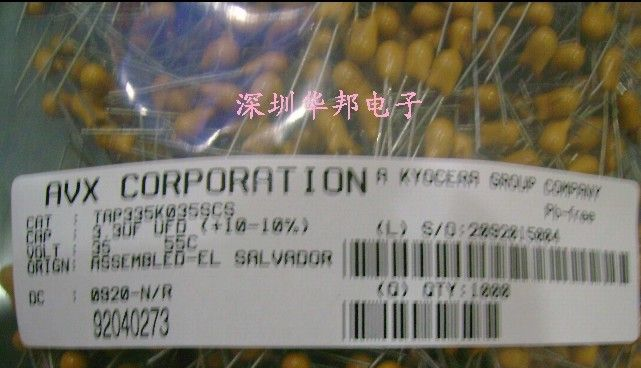 深圳华邦电子
AVX CORPORATION A KYOCERA GROUP COMPANY
Pb-free
CAT : TAP335K035SCS
CAP : 3.3UF UFD (+10-10%) (L) S/O:2092015004
VOLT : 35 55C
ORIGN: ASSEMBLED-EL SALVADOR
DC : 0920-N/R (Q) QTY:1000
92040273